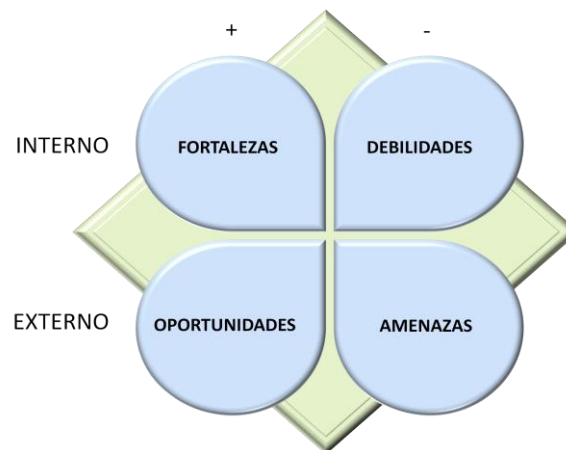 + -
INTERNO FORTALEZAS DEBILIDADES
EXTERNO OPORTUNIDADES AMENAZAS